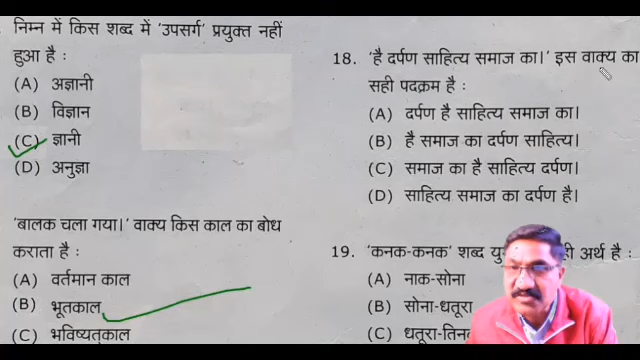 निम्न में किस शब्द में 'उपसर्ग' प्रयुक्त नहीं
हुआ है :
(A) अज्ञानी
(B) विज्ञान
(C) ज्ञानी
(D) अनुज्ञा
'बालक चला गया।' वाक्य किस काल का बोध
कराता है :
(A) वर्तमान काल
(B) भूतकाल
(C) भविष्यत्काल
18. 'है दर्पण साहित्य समाज का।' इस वाक्य का
सही पदक्रम है :
(A) दर्पण है साहित्य समाज का।
(B) है समाज का दर्पण साहित्य।
(C) समाज का है साहित्य दर्पण।
(D) साहित्य समाज का दर्पण है।
19. 'कनक-कनक' शब्द अर्थ है :
(A) नाक-सोना
(B) सोना-धतूरा
(C)